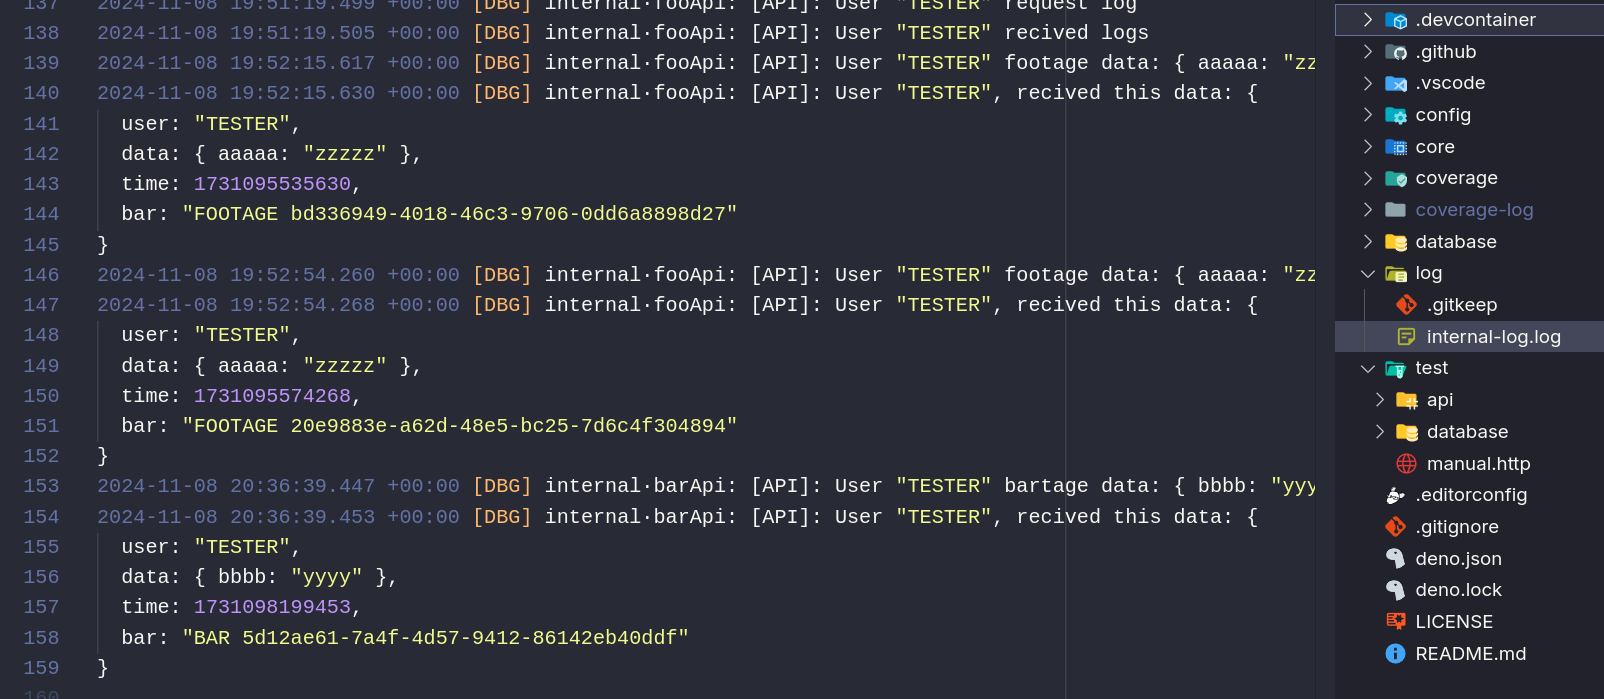 137 2024-11-08 19:51:19.499 +00:00 [DBG] internal·fooApi: [API]: User "TESTER" request log
138 2024-11-08 19:51:19.505 +00:00 [DBG] internal·fooApi: [API]: User "TESTER" recived logs
139 2024-11-08 19:52:15.617 +00:00 [DBG] internal·fooApi: [API]: User "TESTER" footage data: { aaaaa: "zz
140 2024-11-08 19:52:15.630 +00:00 [DBG] internal·fooApi: [API]: User "TESTER", recived this data: {
141 user: "TESTER",
142 data: { aaaaa: "zzzzz" },
143 time: 1731095535630,
144 bar: "FOOTAGE bd336949-4018-46c3-9706-0dd6a8898d27"
145 }
146 2024-11-08 19:52:54.260 +00:00 [DBG] internal·fooApi: [API]: User "TESTER" footage data: { aaaaa: "zz
147 2024-11-08 19:52:54.268 +00:00 [DBG] internal·fooApi: [API]: User "TESTER", recived this data: {
148 user: "TESTER",
149 data: { aaaaa: "zzzzz" },
150 time: 1731095574268,
151 bar: "FOOTAGE 20e9883e-a62d-48e5-bc25-7d6c4f304894"
152 }
153 2024-11-08 20:36:39.447 +00:00 [DBG] internal·barApi: [API]: User "TESTER" bartage data: { bbbb: "yyy
154 2024-11-08 20:36:39.453 +00:00 [DBG] internal·barApi: [API]: User "TESTER", recived this data: {
155 user: "TESTER",
156 data: { bbbb: "yyyy" },
157 time: 1731098199453,
158 bar: "BAR 5d12ae61-7a4f-4d57-9412-86142eb40ddf"
159 }
160
.devcontainer
.github
.vscode
config
core
coverage
coverage-log
database
log
.gitkeep
internal-log.log
test
api
database
manual.http
.editorconfig
.gitignore
deno.json
deno.lock
LICENSE
README.md